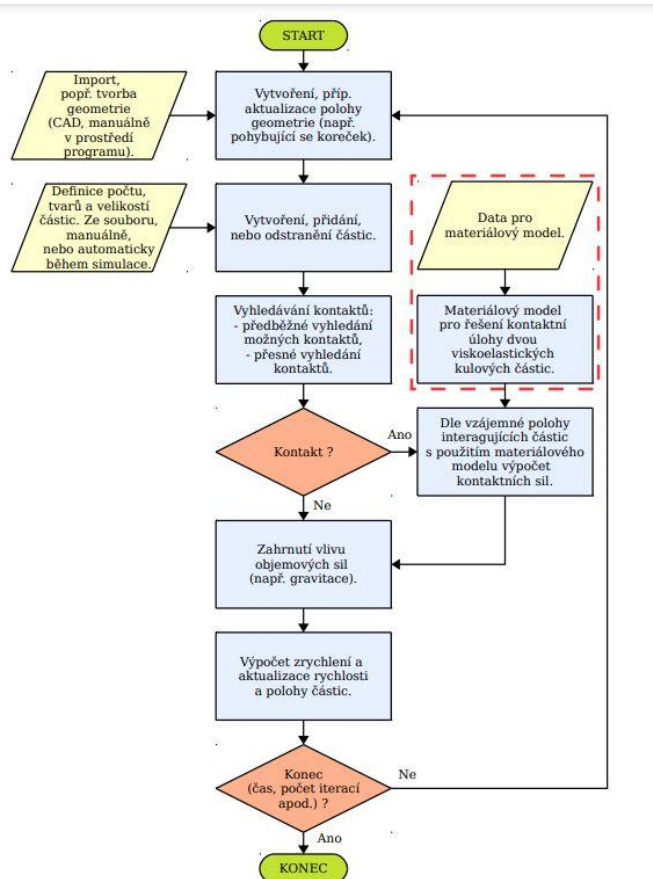 START
Import,
popř. tvorba
geometrie
(CAD, manuálně
v prostředí
programu).
Vytvoření, příp.
aktualizace polohy
geometrie (např.
pohybující se koreček).
Definice počtu,
tvarů a velikostí
částic. Ze souboru,
manuálně,
nebo automaticky
během simulace.
Vytvoření, přidání,
nebo odstranění částic.
Data pro
materiálový model.
Vyhledávání kontaktů:
- předběžné vyhledání
možných kontaktů,
- přesné vyhledání
kontaktů.
Materiálový model
pro řešení kontaktní
úlohy dvou
viskoelastických
kulových částic.
Kontakt ?
Ano
Dle vzájemné polohy
interagujících částic
s použitím materiálového
modelu výpočet
kontaktních sil.
Ne
Zahrnutí vlivu
objemových sil
(např. gravitace).
Výpočet zrychlení a
aktualizace rychlosti
a polohy částic.
Konec
(čas, počet iterací
apod.) ?
Ne
Ano
KONEC